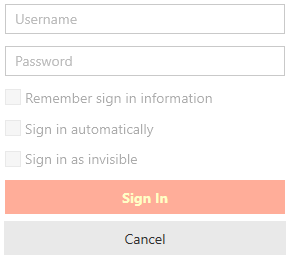 Username
Password
Remember sign in information
Sign in automatically
Sign in as invisible
Sign In
Cancel